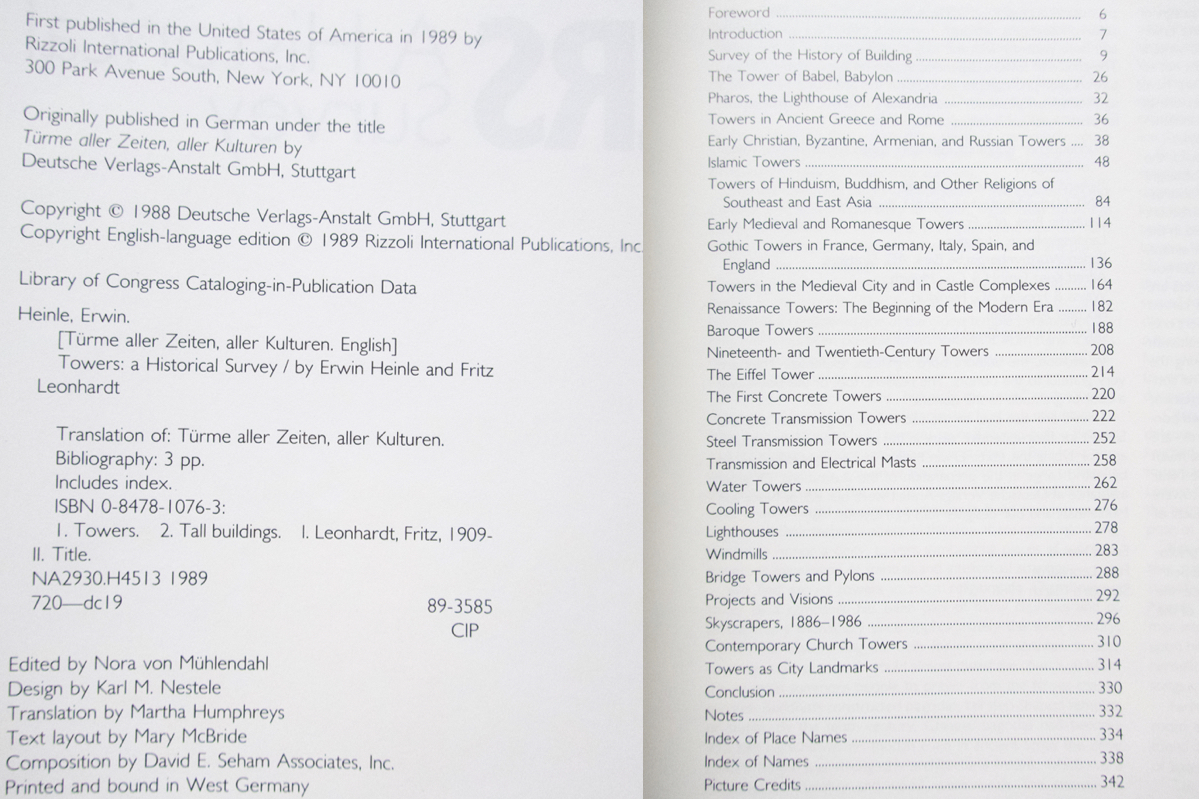 First published in the United States of America in 1989 by
Rizzoli International Publications, Inc.
300 Park Avenue South, New York, NY 10010
Originally published in German under the title
Türme aller Zeiten, aller Kulturen by
Deutsche Verlags-Anstalt GmbH, Stuttgart
Copyright © 1988 Deutsche Verlags-Anstalt GmbH, Stuttgart
Copyright English-language edition © 1989 Rizzoli International Publications, Inc.
Library of Congress Cataloging-in-Publication Data
Heinle, Erwin.
[Türme aller Zeiten, aller Kulturen. English]
Towers: a Historical Survey / by Erwin Heinle and Fritz
Leonhardt
Translation of: Türme aller Zeiten, aller Kulturen.
Bibliography: 3 pp.
Includes index.
ISBN 0-8478-1076-3:
1. Towers. 2. Tall buildings. I. Leonhardt, Fritz, 1909-
II. Title.
NA2930.H4513 1989
720—dc19 89-3585
CIP
Edited by Nora von Mühlendahl
Design by Karl M. Nestele
Translation by Martha Humphreys
Text layout by Mary McBride
Composition by David E. Seham Associates, Inc.
Printed and bound in West Germany
Foreword 6
Introduction 7
Survey of the History of Building 9
The Tower of Babel, Babylon 26
Pharos, the Lighthouse of Alexandria 32
Towers in Ancient Greece and Rome 36
Early Christian, Byzantine, Armenian, and Russian Towers 38
Islamic Towers 48
Towers of Hinduism, Buddhism, and Other Religions of
Southeast and East Asia 84
Early Medieval and Romanesque Towers 114
Gothic Towers in France, Germany, Italy, Spain, and
England 136
Towers in the Medieval City and in Castle Complexes 164
Renaissance Towers: The Beginning of the Modern Era 182
Baroque Towers 188
Nineteenth- and Twentieth-Century Towers 208
The Eiffel Tower 214
The First Concrete Towers 220
Concrete Transmission Towers 222
Steel Transmission Towers 252
Transmission and Electrical Masts 258
Water Towers 262
Cooling Towers 276
Lighthouses 278
Windmills 283
Bridge Towers and Pylons 288
Projects and Visions 292
Skyscrapers, 1886–1986 296
Contemporary Church Towers 310
Towers as City Landmarks 314
Conclusion 330
Notes 332
Index of Place Names 334
Index of Names 338
Picture Credits 342